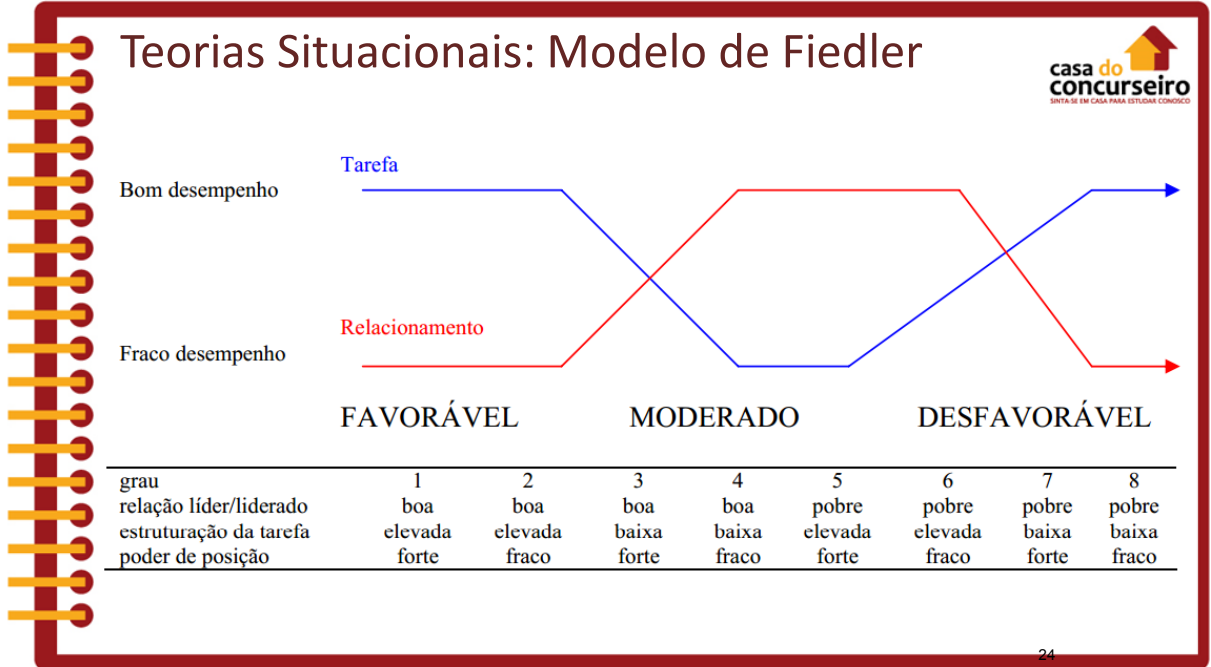 Teorias Situacionais: Modelo de Fiedler
casa do
concurseiro
SINTA-SE EM CASA PARA ESTUDAR CONOSCO
Tarefa
Bom desempenho
Relacionamento
Fraco desempenho
FAVORÁVEL MODERADO DESFAVORÁVEL
grau 1 2 3 4 5 6 7 8
relação líder/liderado boa boa boa boa pobre pobre pobre pobre
estruturação da tarefa elevada elevada baixa baixa elevada elevada baixa baixa
poder de posição forte fraco forte fraco forte fraco forte fraco
24